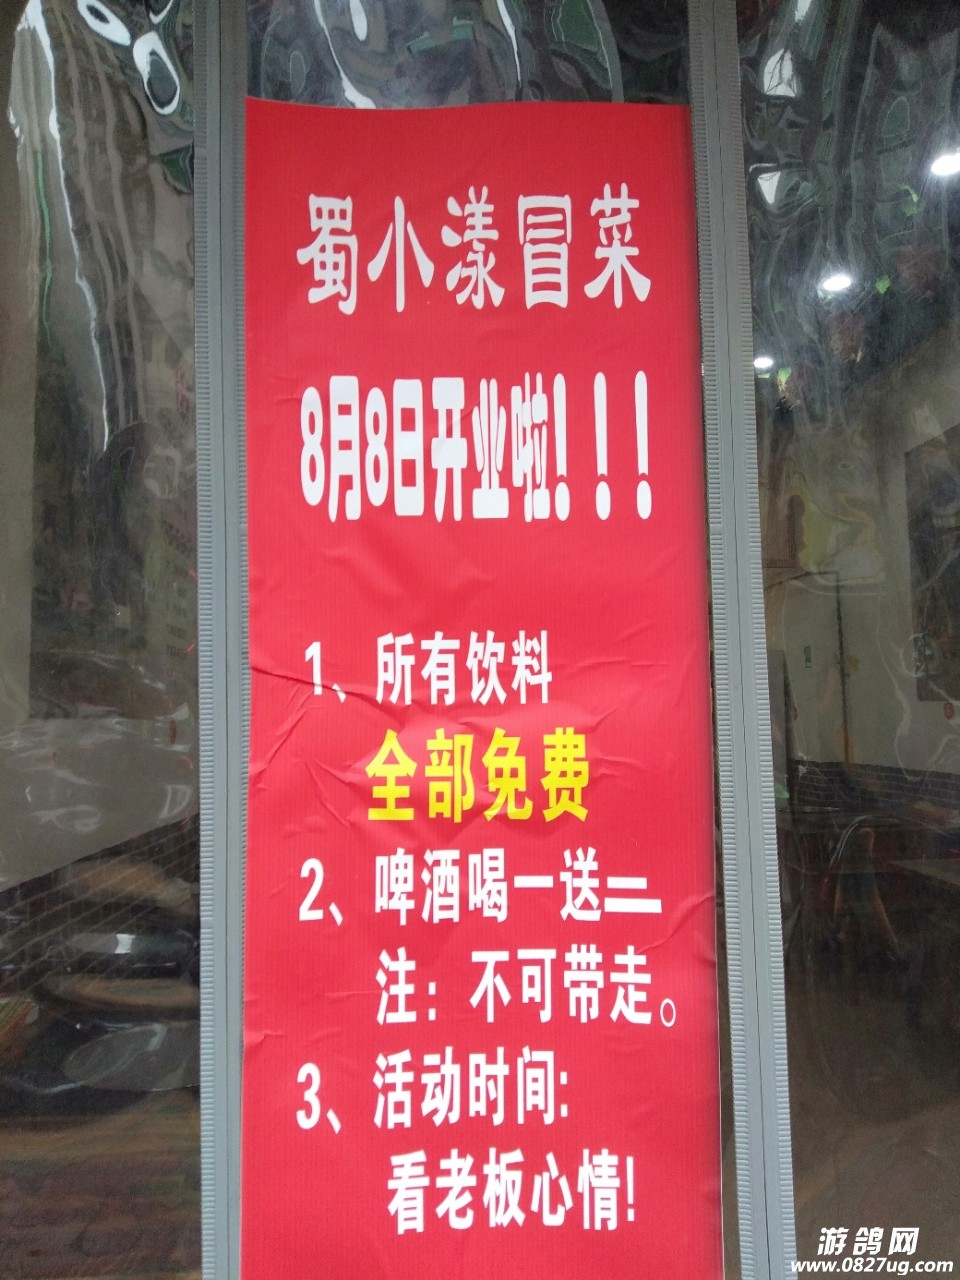 蜀小漾冒菜
8月8日开业啦！！！
1、所有饮料
全部免费
2、啤酒喝一送二
注：不可带走。
3、活动时间:
看老板心情!
游鸽网
www.0827ug.com